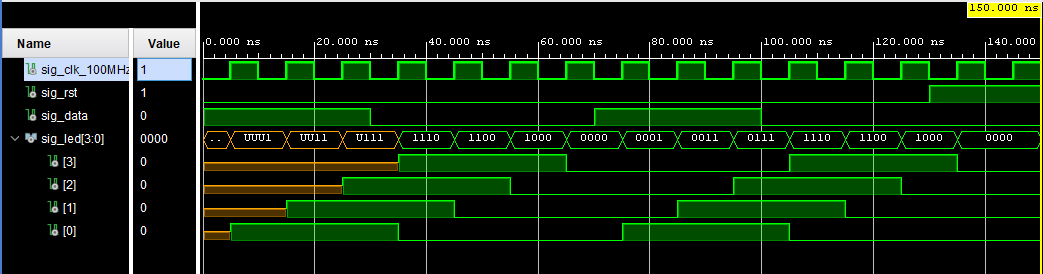 150.000 ns
Name Value
0.000 ns 20.000 ns 40.000 ns 60.000 ns 80.000 ns 100.000 ns 120.000 ns 140.000
sig_clk_100MHz 1
sig_rst 1
sig_data 0
sig_led[3:0] 0000 .. UUU1 UU11 U111 1110 1100 1000 0000 0001 0011 0111 1110 1100 1000 0000
[3] 0
[2] 0
[1] 0
[0] 0